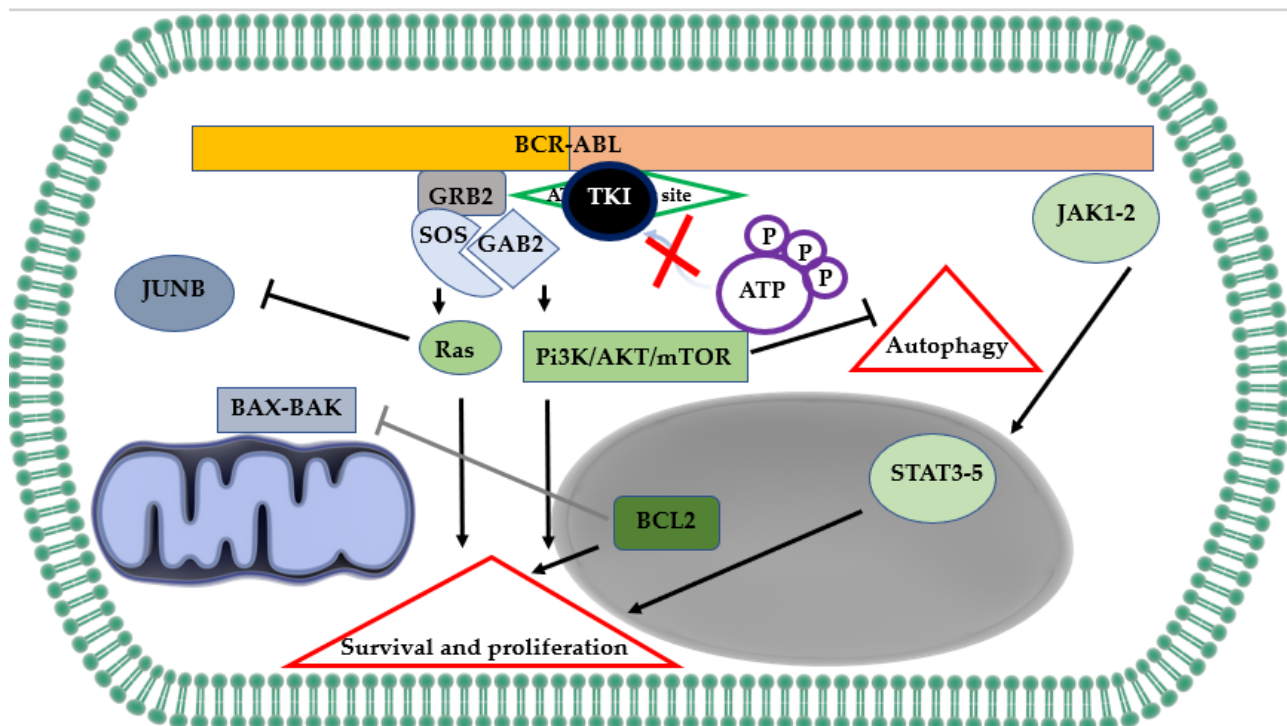 BCR-ABL
GRB2
TKI
site
SOS
GAB2
JAK1-2
P
P
P
ATP
JUNB
Ras
Pi3K/AKT/mTOR
Autophagy
BAX-BAK
STAT3-5
BCL2
Survival and proliferation